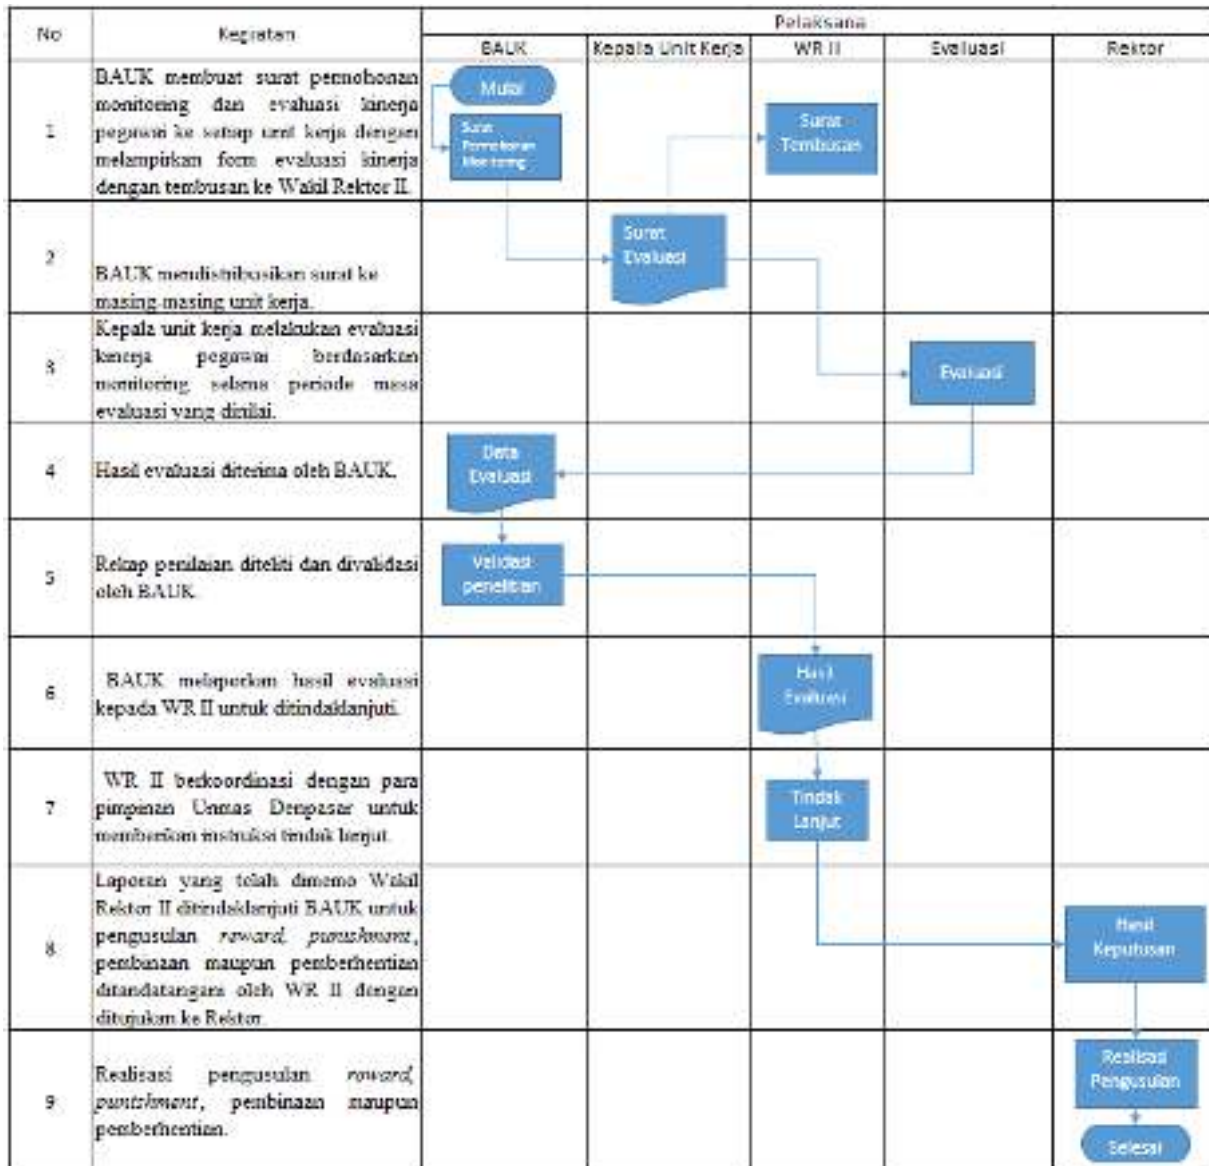 No
Kegiatan
Pelaksana
BAUK
Kepala Unit Kerja
WR II
Evaluasi
Rektor
1
BAUK membuat surat permohonan
monitoring dan evaluasi kinerja
pegawai ke setiap unit kerja dengan
melampirkan form evaluasi kinerja
dengan tembusan ke Wakil Rektor II.
Mulai
Surat
Permohonan
Monitoring
Surat
Tembusan
2
BAUK mendistribusikan surat ke
masing-masing unit kerja.
Surat
Evaluasi
3
Kepala unit kerja melakukan evaluasi
kinerja pegawai berdasarkan
monitoring selama periode masa
evaluasi yang dinilai.
Evaluasi
4
Hasil evaluasi diterima oleh BAUK.
Data
Evaluasi
5
Rekap penilaian diteliti dan divalidasi
oleh BAUK.
Validasi
penelitian
6
BAUK melaporkan hasil evaluasi
kepada WR II untuk ditindaklanjuti.
Hasil
Evaluasi
7
WR II berkoordinasi dengan para
pimpinan Unmas Denpasar untuk
memberikan instruksi tindak lanjut.
Tindak
Lanjut
8
Laporan yang telah dimemo Wakil
Rektor II ditindaklanjuti BAUK untuk
pengusulan reward, punishment,
pembinaan maupun pemberhentian
ditandatangani oleh WR II dengan
ditujukan ke Rektor.
Hasil
Keputusan
9
Realisasi pengusulan reward,
punishment, pembinaan maupun
pemberhentian.
Realisasi
Pengusulan
Selesai